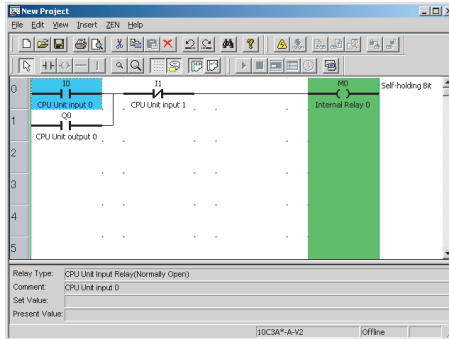 New Project
File Edit View Insert ZEN Help
0
I0
CPU Unit input 0
I1
CPU Unit input 1
M0
Internal Relay 0
Self-holding Bit
1
Q0
CPU Unit output 0
2
3
4
5
Relay Type: CPU Unit Input Relay(Normally Open)
Comment: CPU Unit input 0
Set Value:
Present Value:
10C3A*-A-V2 Offline